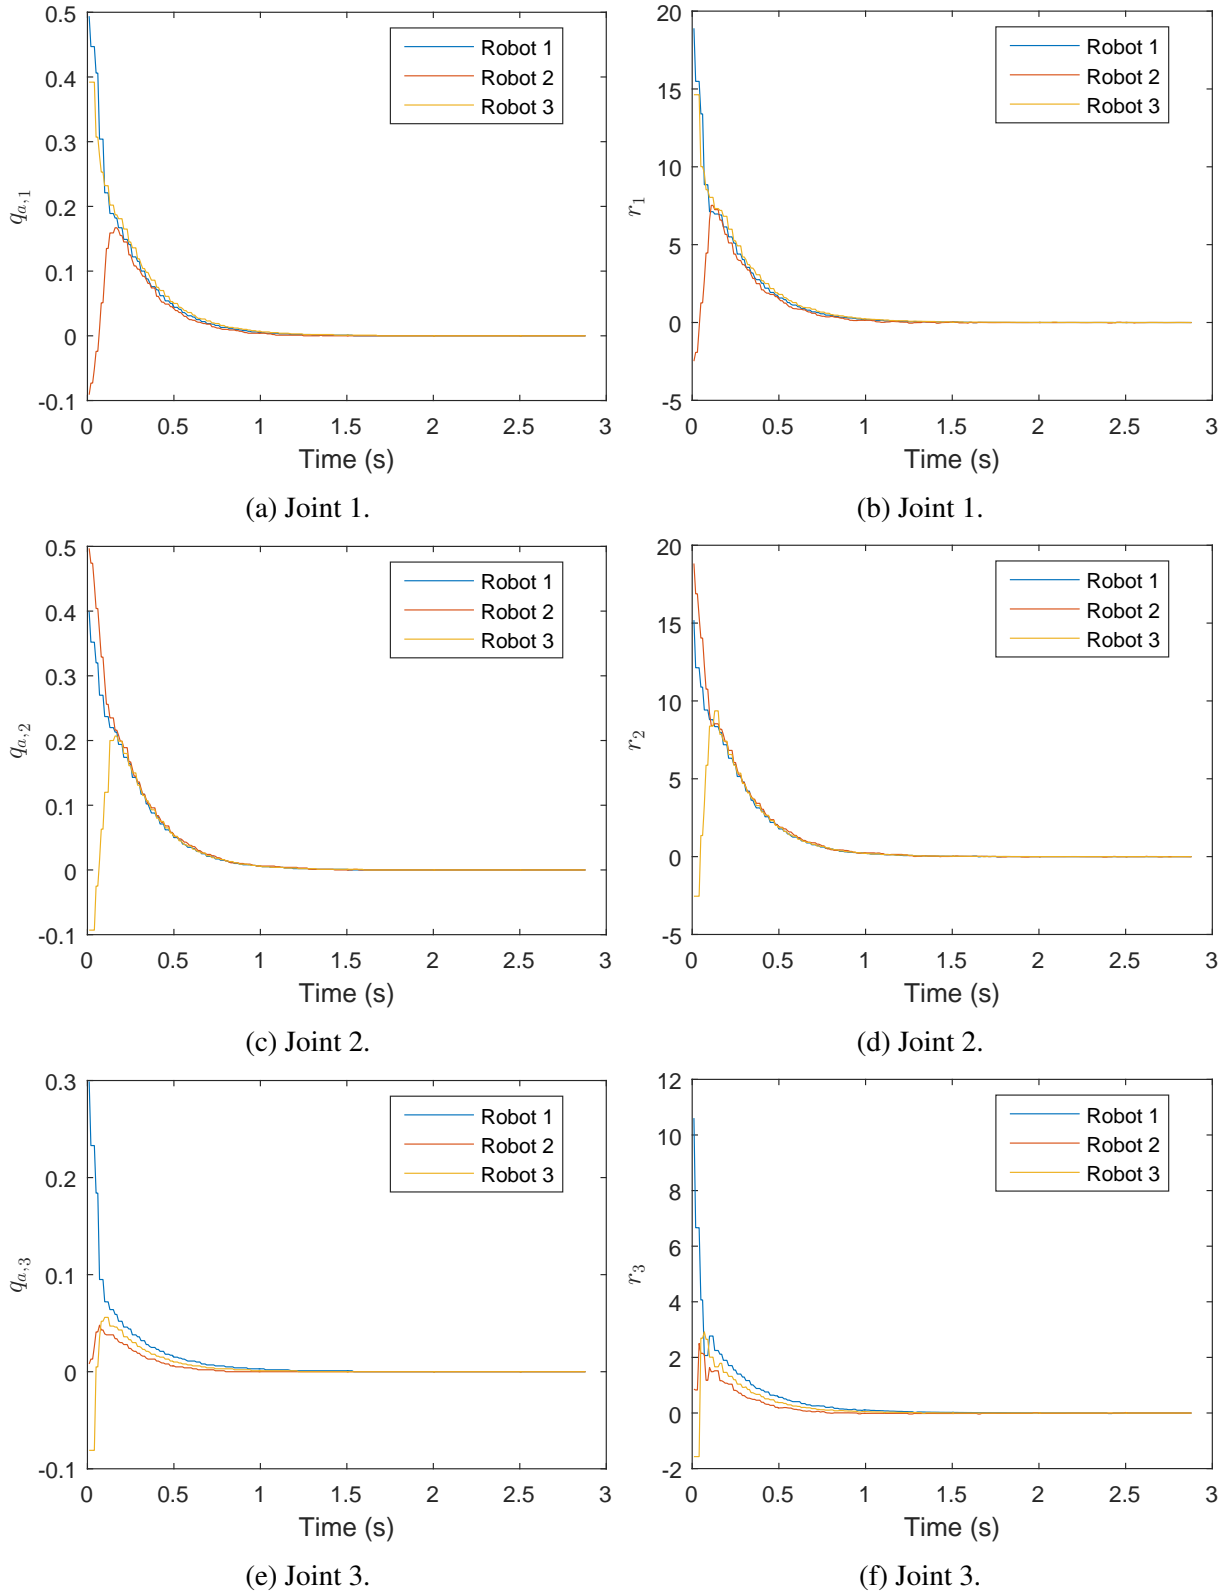 0.5
0.4
0.3
0.2
0.1
0
-0.1
q_{a,1}
Robot 1
Robot 2
Robot 3
0 0.5 1 1.5 2 2.5 3
Time (s)
(a) Joint 1.
20
15
10
5
0
-5
r_1
Robot 1
Robot 2
Robot 3
0 0.5 1 1.5 2 2.5 3
Time (s)
(b) Joint 1.
0.5
0.4
0.3
0.2
0.1
0
-0.1
q_{a,2}
Robot 1
Robot 2
Robot 3
0 0.5 1 1.5 2 2.5 3
Time (s)
(c) Joint 2.
20
15
10
5
0
-5
r_2
Robot 1
Robot 2
Robot 3
0 0.5 1 1.5 2 2.5 3
Time (s)
(d) Joint 2.
0.3
0.2
0.1
0
-0.1
q_{a,3}
Robot 1
Robot 2
Robot 3
0 0.5 1 1.5 2 2.5 3
Time (s)
(e) Joint 3.
12
10
8
6
4
2
0
-2
r_3
Robot 1
Robot 2
Robot 3
0 0.5 1 1.5 2 2.5 3
Time (s)
(f) Joint 3.